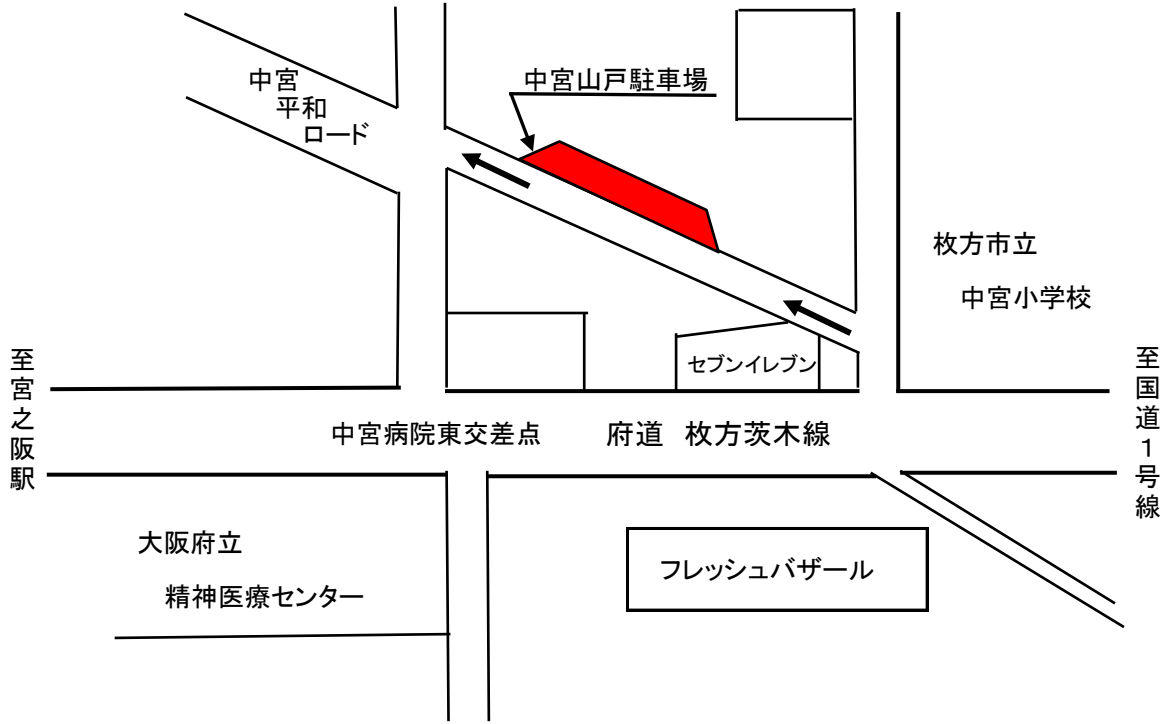 中宮
平和
ロード
中宮山戸駐車場
枚方市立
中宮小学校
セブンイレブン
至宮之阪駅
至国道1号線
中宮病院東交差点
府道 枚方茨木線
大阪府立
精神医療センター
フレッシュバザール